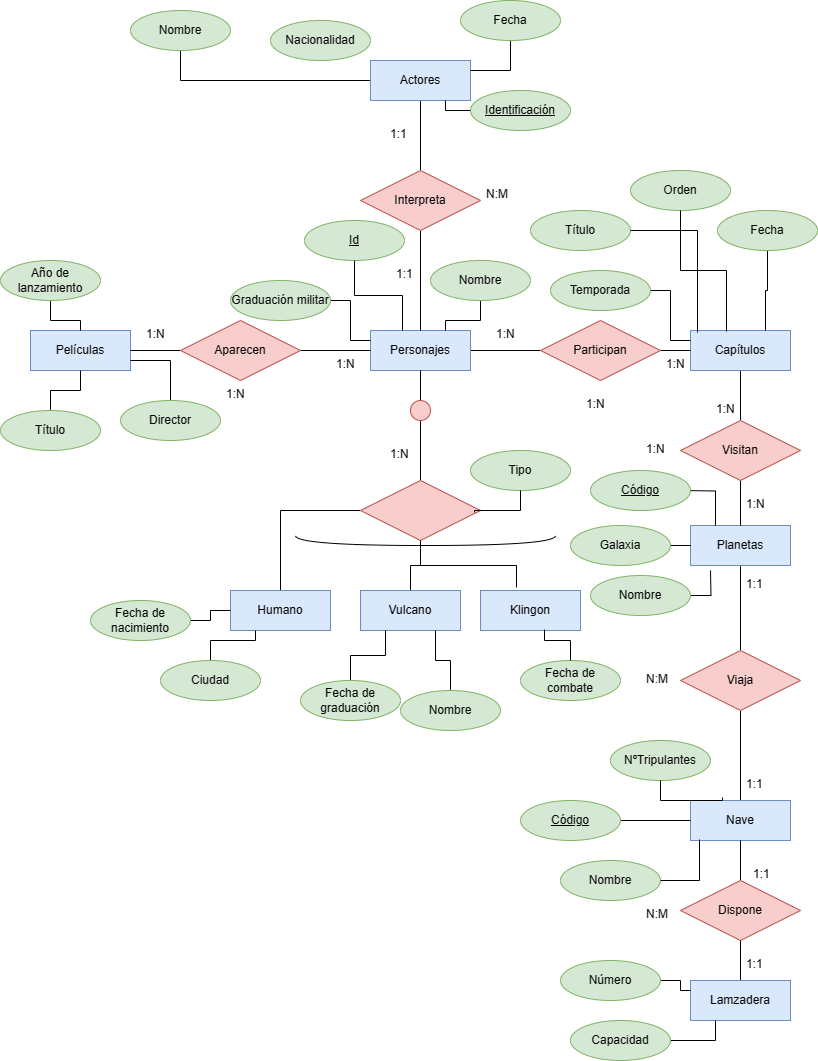 Nombre
Nacionalidad
Fecha
Actores
Identificación
1:1
Interpreta
N:M
Orden
Id
Título
Fecha
1:1
Año de
lanzamiento
Graduación militar
Nombre
Temporada
1:N
1:N
Películas
Aparecen
Personajes
Participan
Capítulos
1:N
1:N
1:N
1:N
1:N
Título
Director
1:N
1:N
Visitan
1:N
Tipo
Código
1:N
Galaxia
Planetas
1:1
Nombre
Fecha de
nacimiento
Humano
Vulcano
Klingon
Ciudad
Fecha de
graduación
Nombre
Fecha de
combate
N:M
Viaja
NºTripulantes
1:1
Código
Nave
1:1
Nombre
N:M
Dispone
1:1
Número
Lamzadera
Capacidad